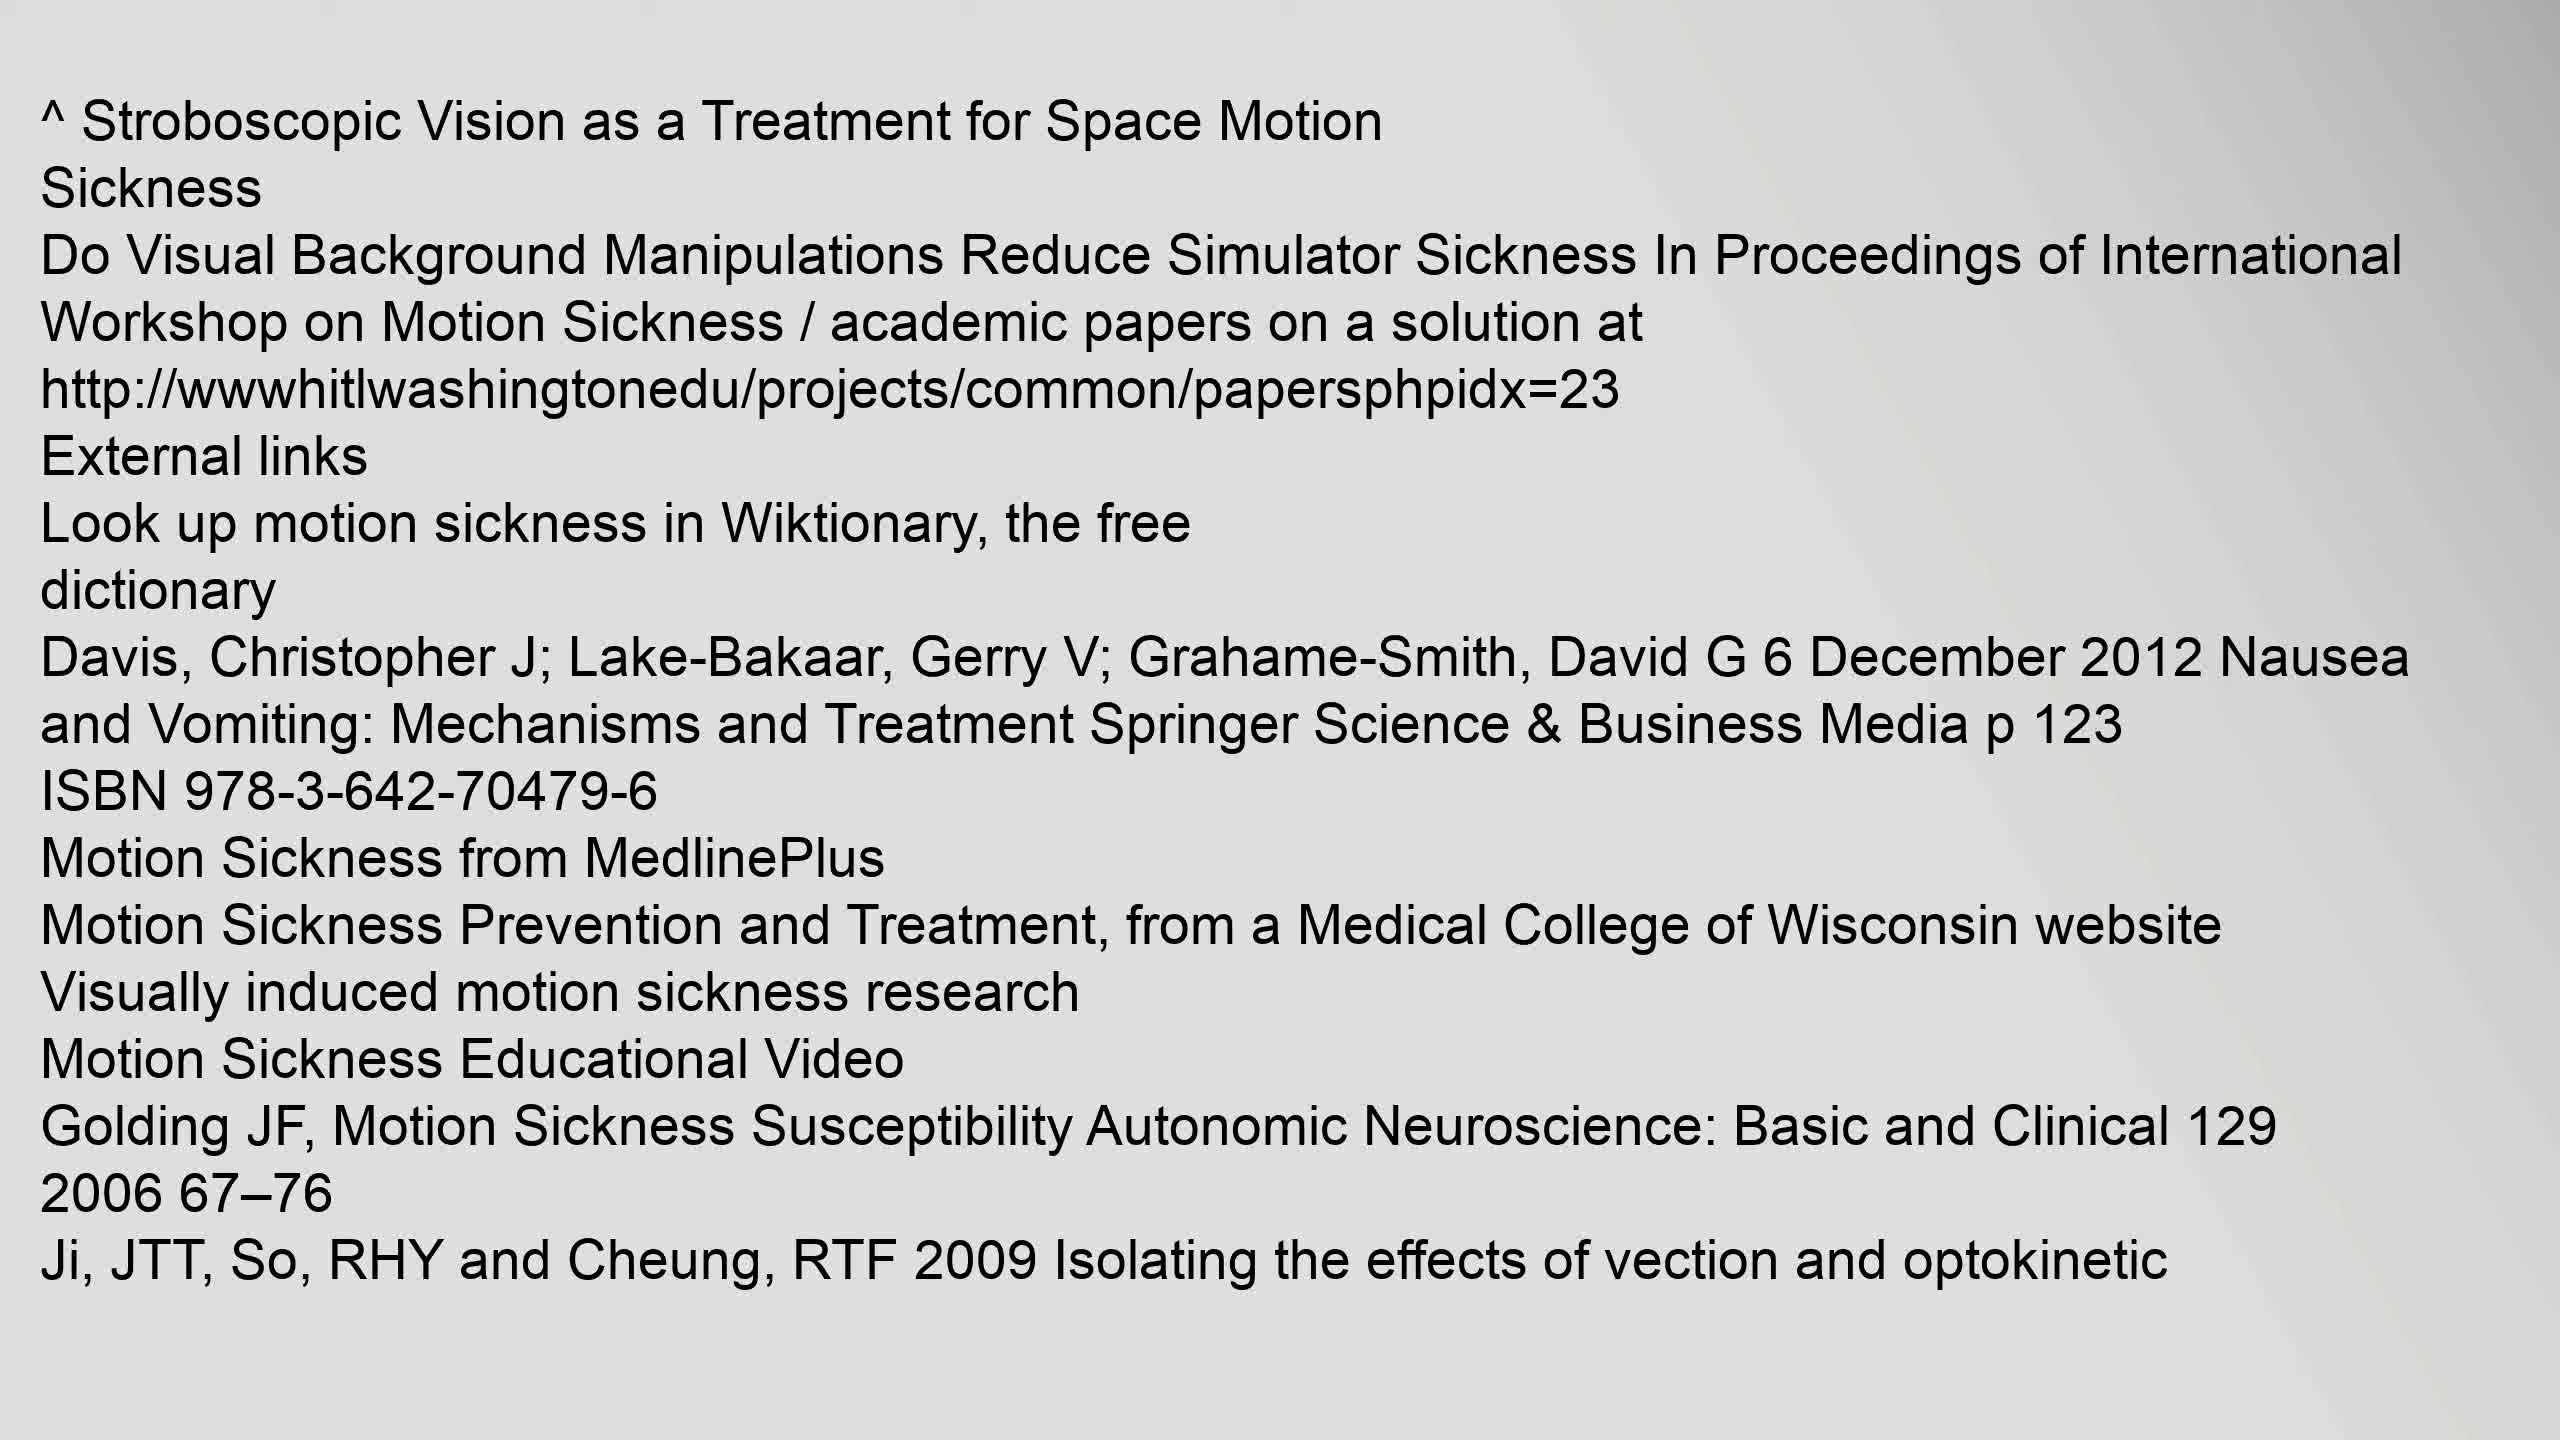 ^ Stroboscopic Vision as a Treatment for Space Motion
Sickness
Do Visual Background Manipulations Reduce Simulator Sickness In Proceedings of International
Workshop on Motion Sickness / academic papers on a solution at
http://wwwhitlwashingtonedu/projects/common/papersphpidx=23
External links
Look up motion sickness in Wiktionary, the free
dictionary
Davis, Christopher J; Lake-Bakaar, Gerry V; Grahame-Smith, David G 6 December 2012 Nausea
and Vomiting: Mechanisms and Treatment Springer Science & Business Media p 123
ISBN 978-3-642-70479-6
Motion Sickness from MedlinePlus
Motion Sickness Prevention and Treatment, from a Medical College of Wisconsin website
Visually induced motion sickness research
Motion Sickness Educational Video
Golding JF, Motion Sickness Susceptibility Autonomic Neuroscience: Basic and Clinical 129
2006 67–76
Ji, JTT, So, RHY and Cheung, RTF 2009 Isolating the effects of vection and optokinetic